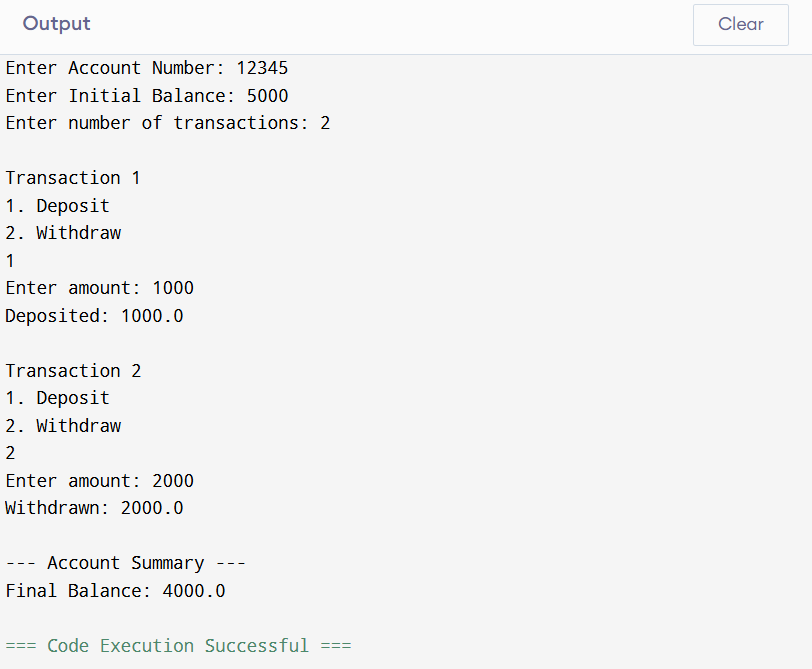 Output
Clear
Enter Account Number: 12345
Enter Initial Balance: 5000
Enter number of transactions: 2
Transaction 1
1. Deposit
2. Withdraw
1
Enter amount: 1000
Deposited: 1000.0
Transaction 2
1. Deposit
2. Withdraw
2
Enter amount: 2000
Withdrawn: 2000.0
--- Account Summary ---
Final Balance: 4000.0
=== Code Execution Successful ===